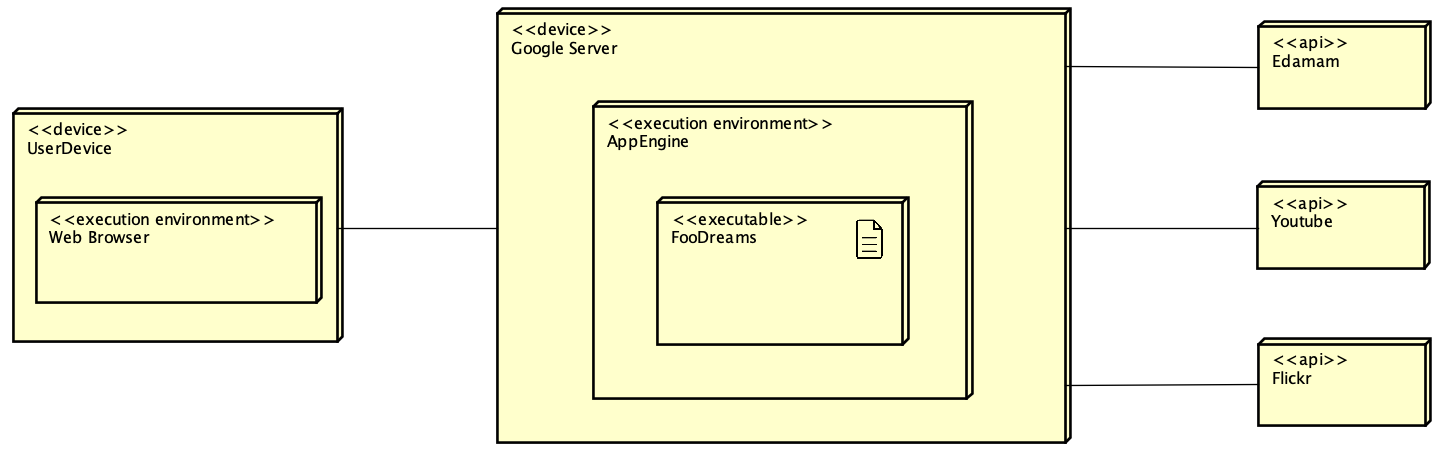 <<device>>
UserDevice
<<execution environment>>
Web Browser
<<device>>
Google Server
<<execution environment>>
AppEngine
<<executable>>
FooDreams
<<api>>
Edamam
<<api>>
Youtube
<<api>>
Flickr